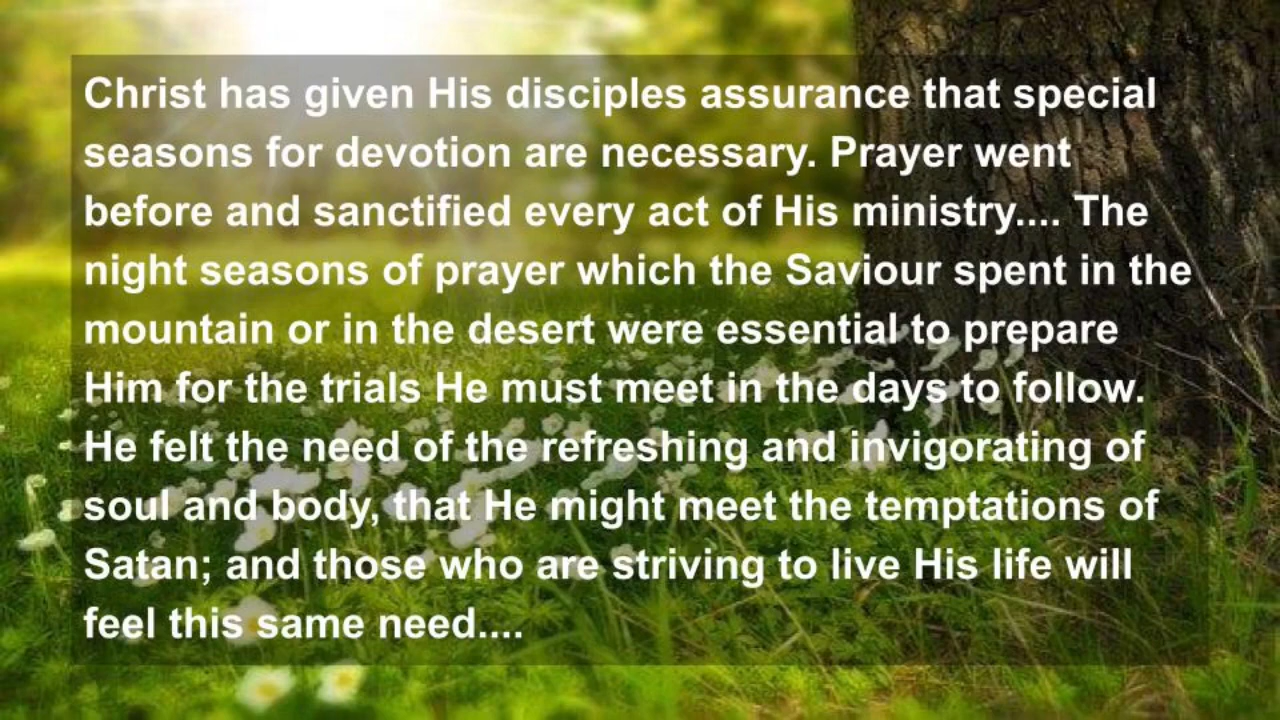 Christ has given His disciples assurance that special
seasons for devotion are necessary. Prayer went
before and sanctified every act of His ministry.... The
night seasons of prayer which the Saviour spent in the
mountain or in the desert were essential to prepare
Him for the trials He must meet in the days to follow.
He felt the need of the refreshing and invigorating of
soul and body, that He might meet the temptations of
Satan; and those who are striving to live His life will
feel this same need....